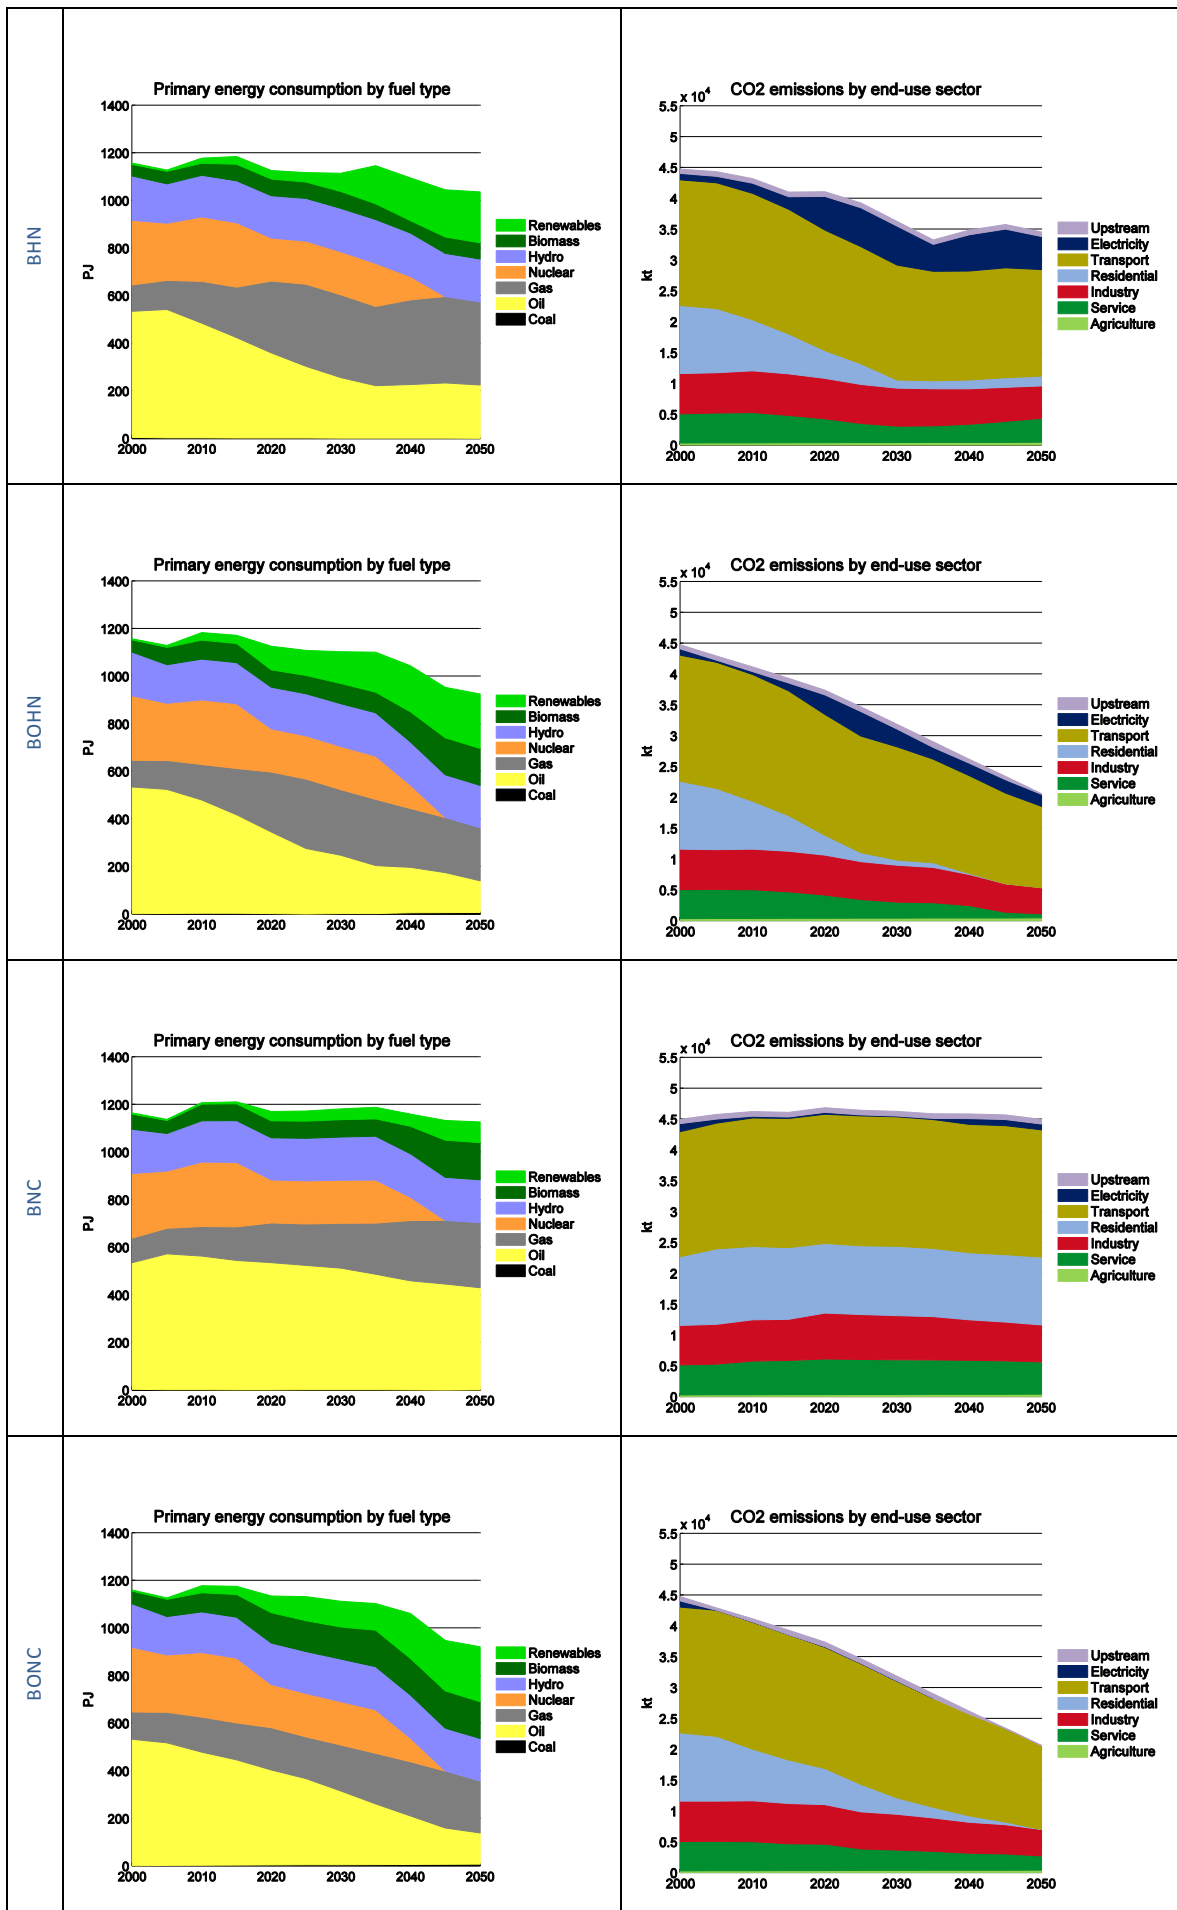 BHN
Primary energy consumption by fuel type
1400
1200
1000
800
600
400
200
0
PJ
2000 2010 2020 2030 2040 2050
Renewables
Biomass
Hydro
Nuclear
Gas
Oil
Coal
CO2 emissions by end-use sector
x 10^4
5.5
5
4.5
4
3.5
3
2.5
2
1.5
1
0.5
0
kt
2000 2010 2020 2030 2040 2050
Upstream
Electricity
Transport
Residential
Industry
Service
Agriculture
BOHN
Primary energy consumption by fuel type
1400
1200
1000
800
600
400
200
0
PJ
2000 2010 2020 2030 2040 2050
Renewables
Biomass
Hydro
Nuclear
Gas
Oil
Coal
CO2 emissions by end-use sector
x 10^4
5.5
5
4.5
4
3.5
3
2.5
2
1.5
1
0.5
0
kt
2000 2010 2020 2030 2040 2050
Upstream
Electricity
Transport
Residential
Industry
Service
Agriculture
BNC
Primary energy consumption by fuel type
1400
1200
1000
800
600
400
200
0
PJ
2000 2010 2020 2030 2040 2050
Renewables
Biomass
Hydro
Nuclear
Gas
Oil
Coal
CO2 emissions by end-use sector
x 10^4
5.5
5
4.5
4
3.5
3
2.5
2
1.5
1
0.5
0
kt
2000 2010 2020 2030 2040 2050
Upstream
Electricity
Transport
Residential
Industry
Service
Agriculture
BONC
Primary energy consumption by fuel type
1400
1200
1000
800
600
400
200
0
PJ
2000 2010 2020 2030 2040 2050
Renewables
Biomass
Hydro
Nuclear
Gas
Oil
Coal
CO2 emissions by end-use sector
x 10^4
5.5
5
4.5
4
3.5
3
2.5
2
1.5
1
0.5
0
kt
2000 2010 2020 2030 2040 2050
Upstream
Electricity
Transport
Residential
Industry
Service
Agriculture